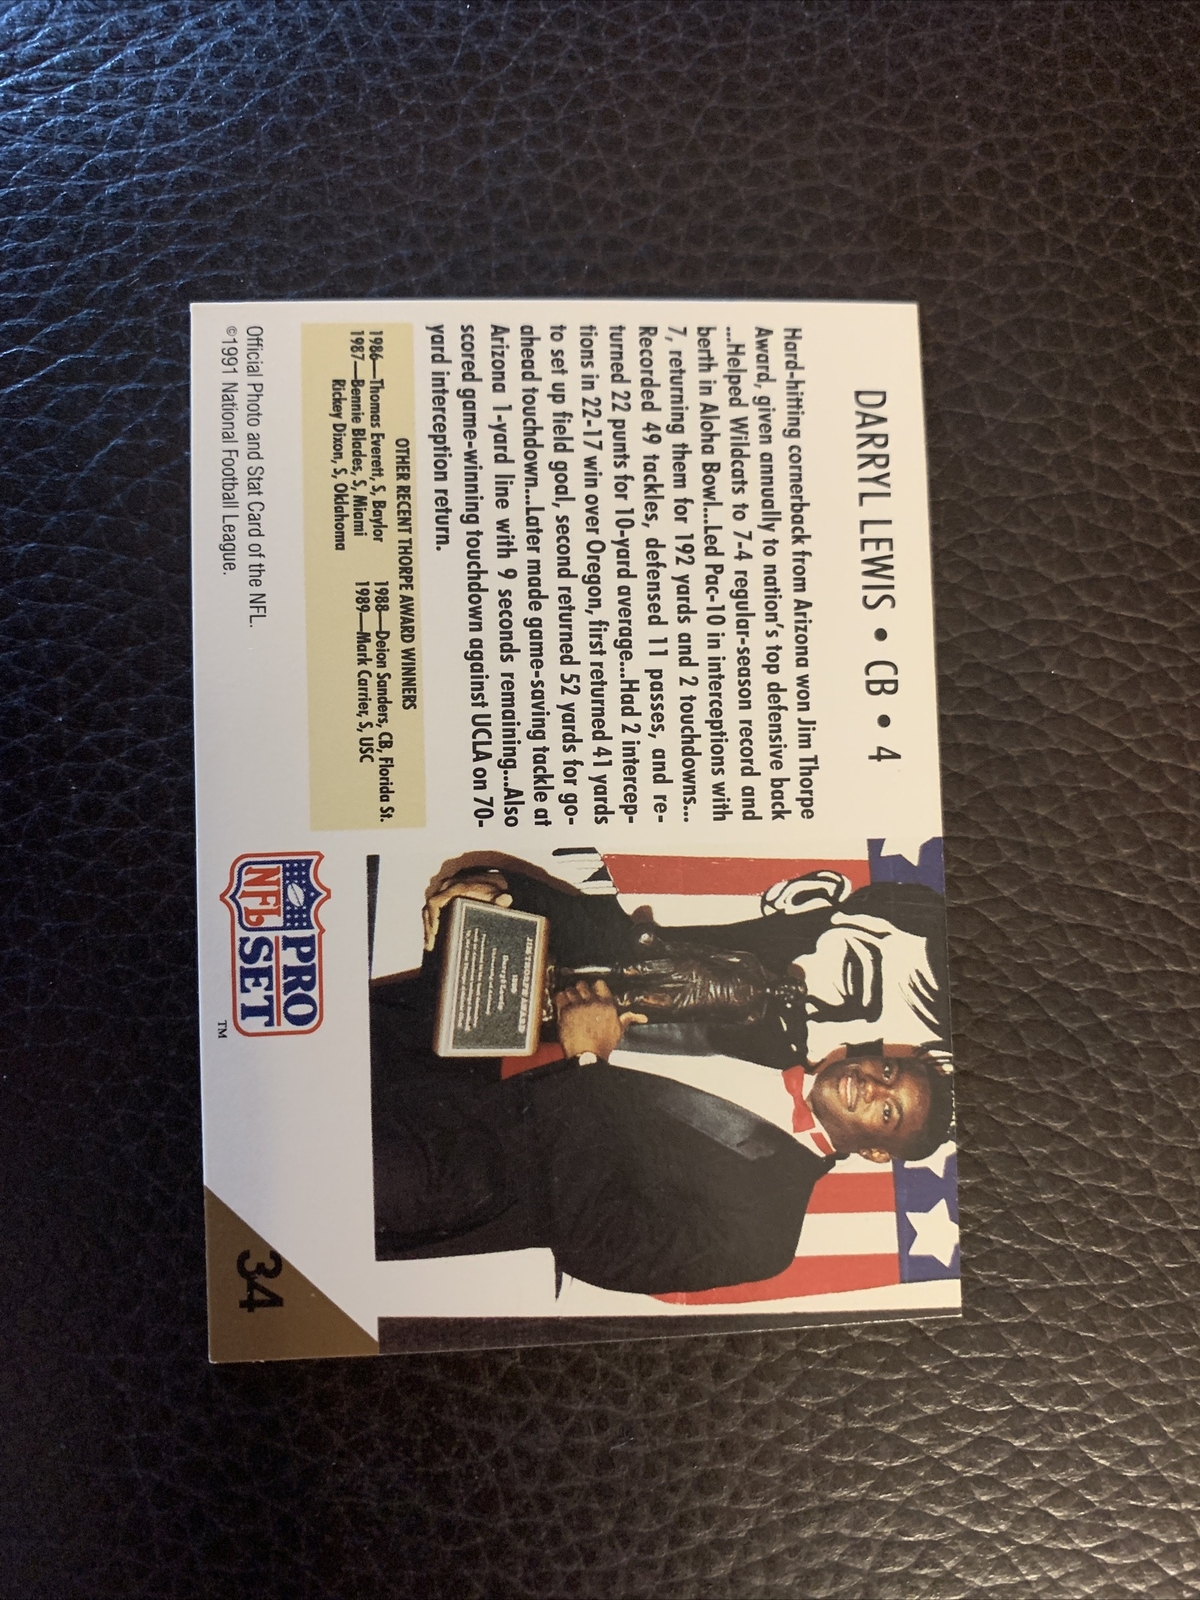 DARRYL LEWIS • CB • 4
Hard-hitting cornerback from Arizona won Jim Thorpe
Award, given annually to nation's top defensive back
...Helped Wildcats to 7-4 regular-season record and
berth in Aloha Bowl...Led Pac-10 in interceptions with
7, returning them for 192 yards and 2 touchdowns...
Recorded 49 tackles, defensed 11 passes, and re-
turned 22 punts for 10-yard average...Had 2 intercep-
tions in 22-17 win over Oregon, first returned 41 yards
to set up field goal, second returned 52 yards for go-
ahead touchdown...Later made game-saving tackle at
Arizona 1-yard line with 9 seconds remaining...Also
scored game-winning touchdown against UCLA on 70-
yard interception return.
OTHER RECENT THORPE AWARD WINNERS
1986—Thomas Everett, S, Baylor
1987—Bennie Blades, S, Miami
Rickey Dixon, S, Oklahoma
1988—Deion Sanders, CB, Florida St.
1989—Mark Carrier, S, USC
Official Photo and Stat Card of the NFL.
©1991 National Football League.
JIM THORPE AWARD
NFL
PRO
SET
TM
34